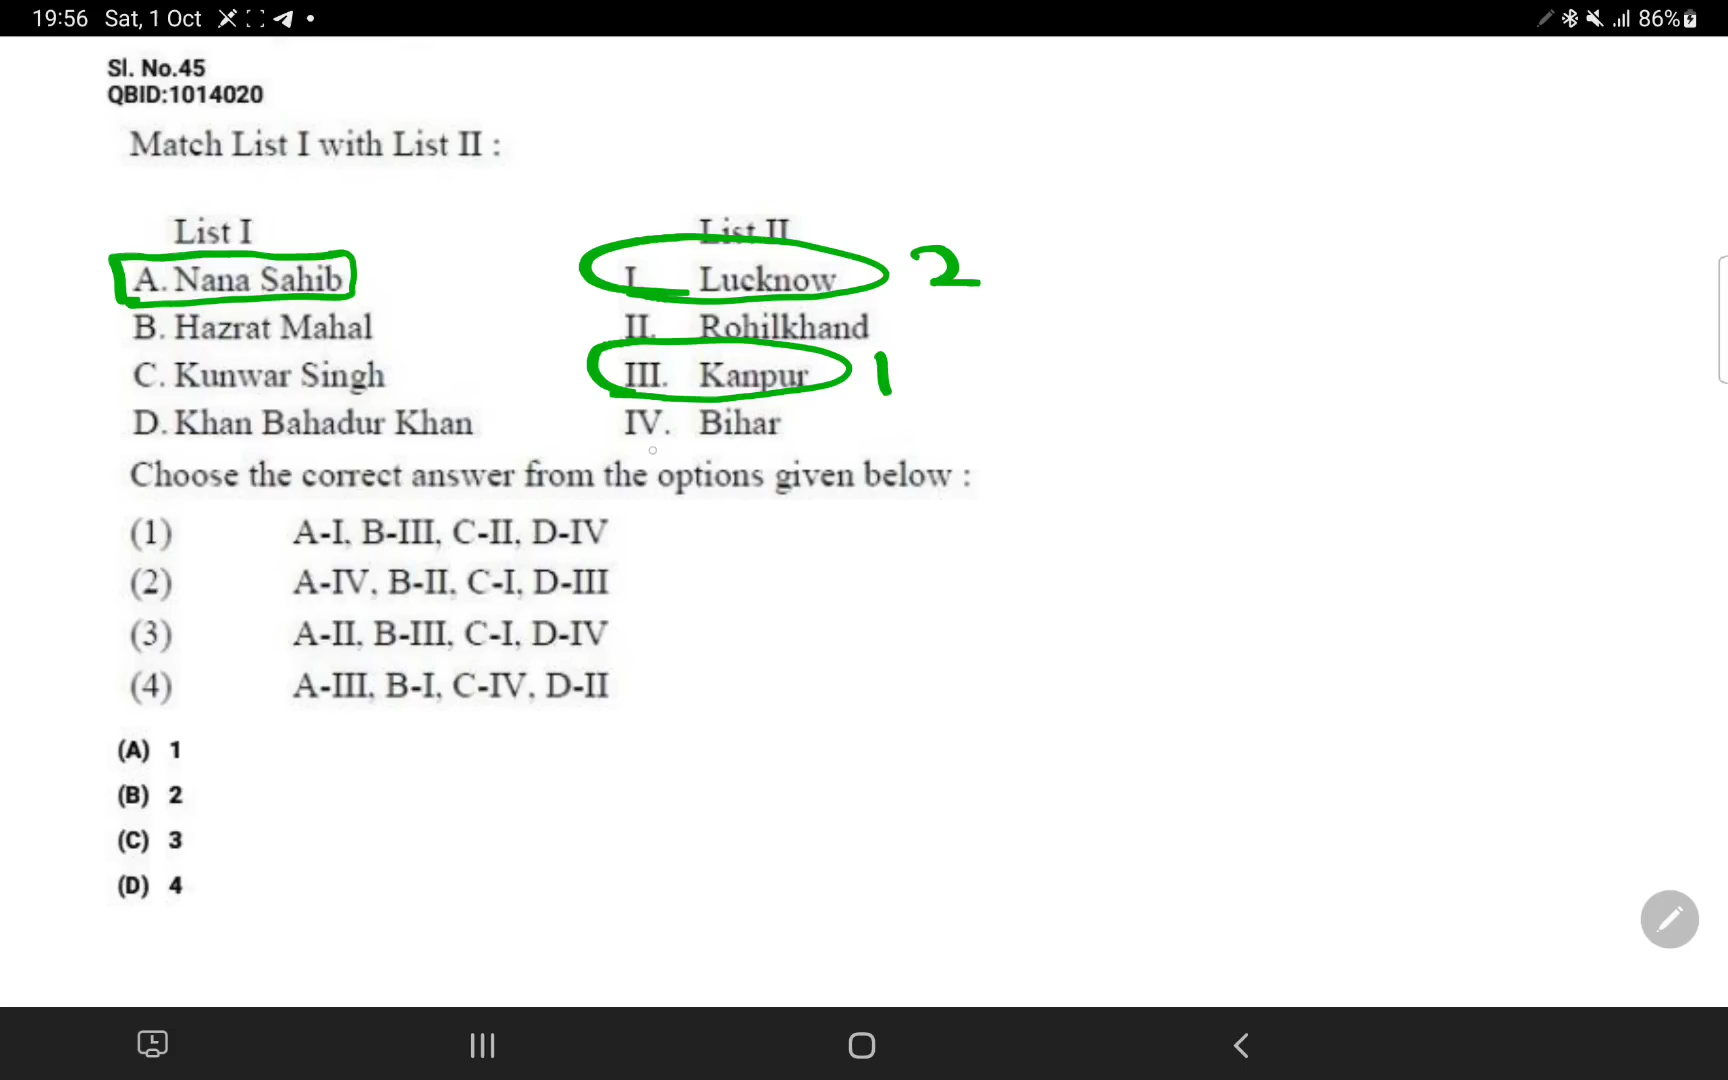 19:56 Sat, 1 Oct 86%
Sl. No.45
QBID:1014020
Match List I with List II :
List I List II
A. Nana Sahib I. Lucknow 2
B. Hazrat Mahal II. Rohilkhand
C. Kunwar Singh III. Kanpur 1
D. Khan Bahadur Khan IV. Bihar
Choose the correct answer from the options given below :
(1) A-I, B-III, C-II, D-IV
(2) A-IV, B-II, C-I, D-III
(3) A-II, B-III, C-I, D-IV
(4) A-III, B-I, C-IV, D-II
(A) 1
(B) 2
(C) 3
(D) 4